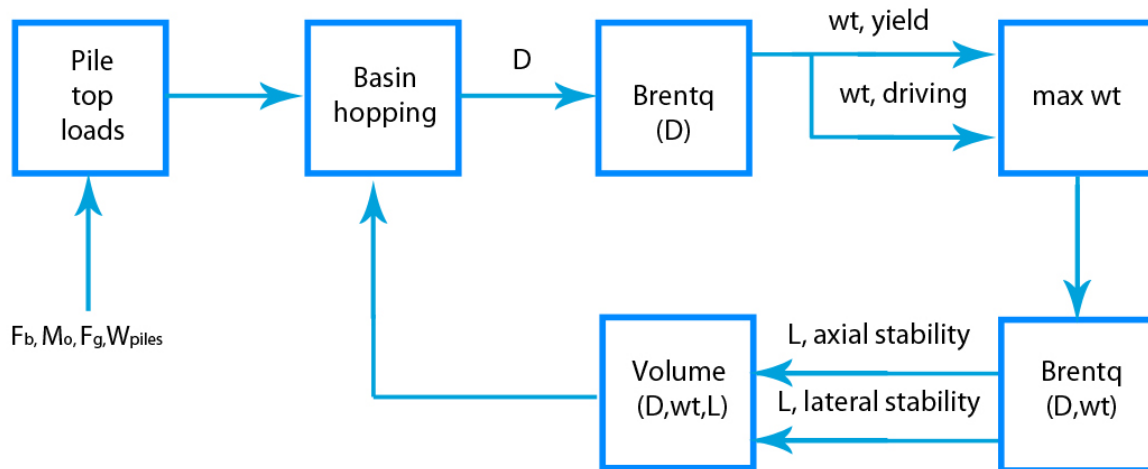 Pile
top
loads
Basin
hopping
D
Brentq
(D)
wt, yield
wt, driving
max wt
Fb, Mo, Fg,Wpiles
Volume
(D,wt,L)
L, axial stability
L, lateral stability
Brentq
(D,wt)